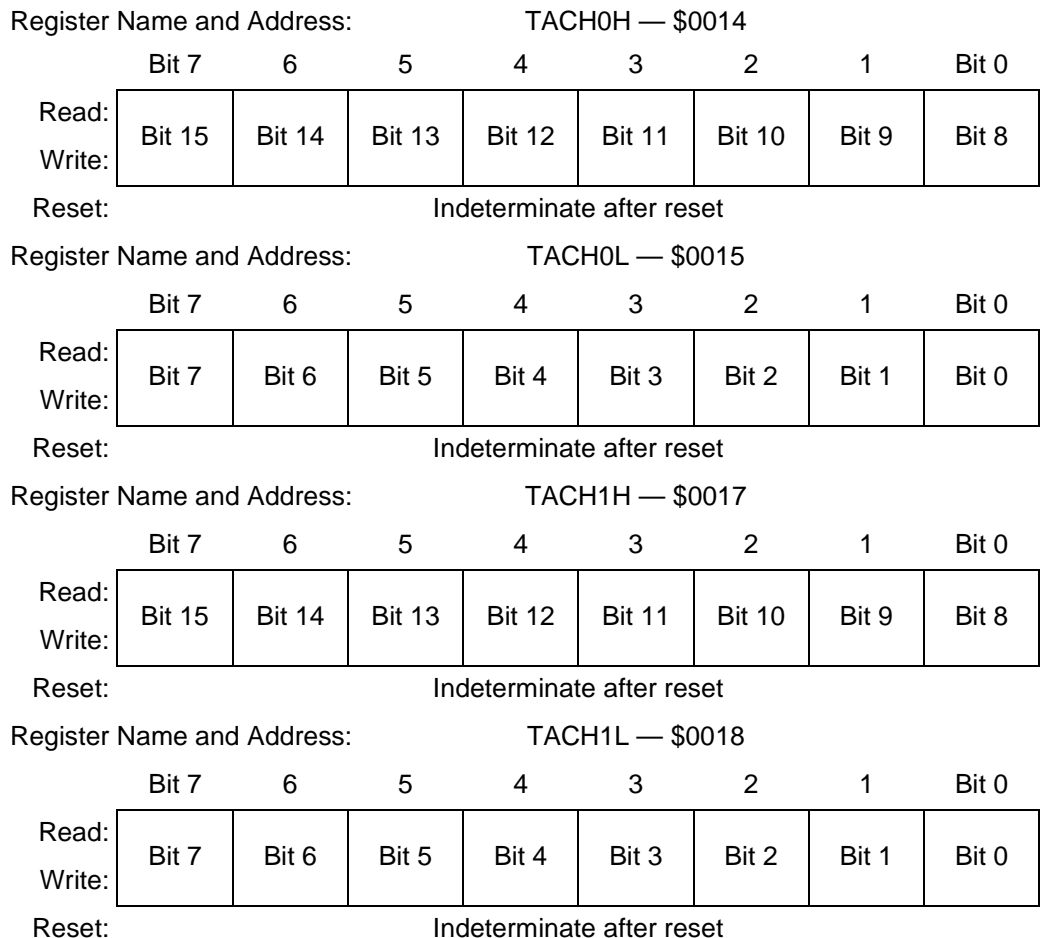 Register Name and Address: TACH0H — $0014
Bit 7 6 5 4 3 2 1 Bit 0
Read:
Bit 15 Bit 14 Bit 13 Bit 12 Bit 11 Bit 10 Bit 9 Bit 8
Write:
Reset: Indeterminate after reset
Register Name and Address: TACH0L — $0015
Bit 7 6 5 4 3 2 1 Bit 0
Read:
Bit 7 Bit 6 Bit 5 Bit 4 Bit 3 Bit 2 Bit 1 Bit 0
Write:
Reset: Indeterminate after reset
Register Name and Address: TACH1H — $0017
Bit 7 6 5 4 3 2 1 Bit 0
Read:
Bit 15 Bit 14 Bit 13 Bit 12 Bit 11 Bit 10 Bit 9 Bit 8
Write:
Reset: Indeterminate after reset
Register Name and Address: TACH1L — $0018
Bit 7 6 5 4 3 2 1 Bit 0
Read:
Bit 7 Bit 6 Bit 5 Bit 4 Bit 3 Bit 2 Bit 1 Bit 0
Write:
Reset: Indeterminate after reset